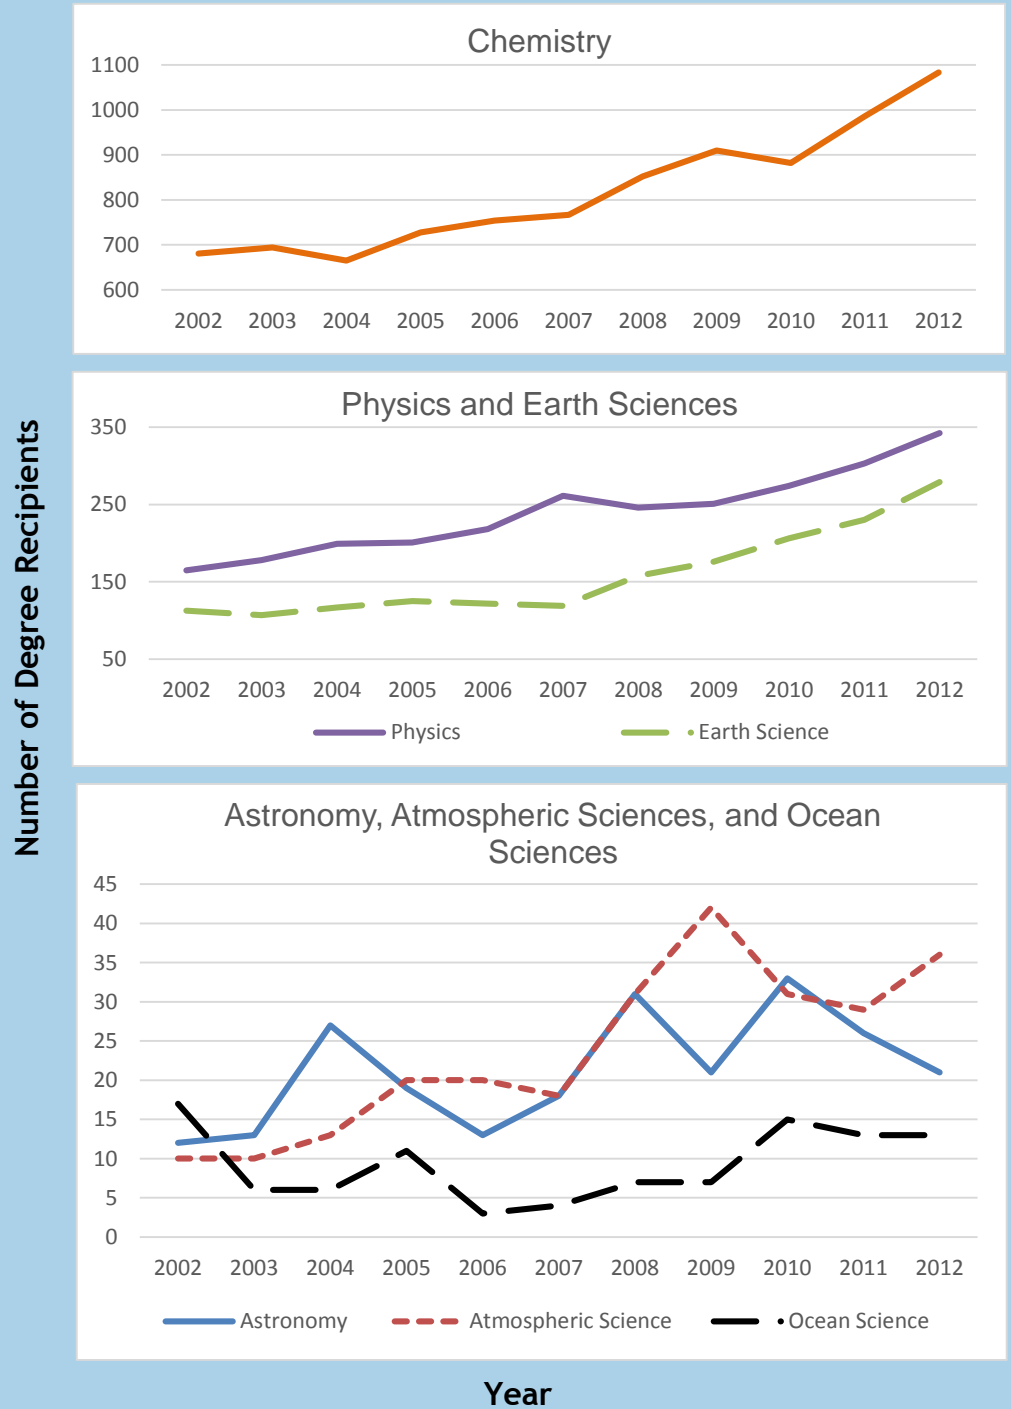 Number of Degree Recipients
Chemistry
1100
1000
900
800
700
600
2002 2003 2004 2005 2006 2007 2008 2009 2010 2011 2012
Physics and Earth Sciences
350
250
150
50
2002 2003 2004 2005 2006 2007 2008 2009 2010 2011 2012
Physics Earth Science
Astronomy, Atmospheric Sciences, and Ocean
Sciences
45
40
35
30
25
20
15
10
5
0
2002 2003 2004 2005 2006 2007 2008 2009 2010 2011 2012
Astronomy Atmospheric Science Ocean Science
Year